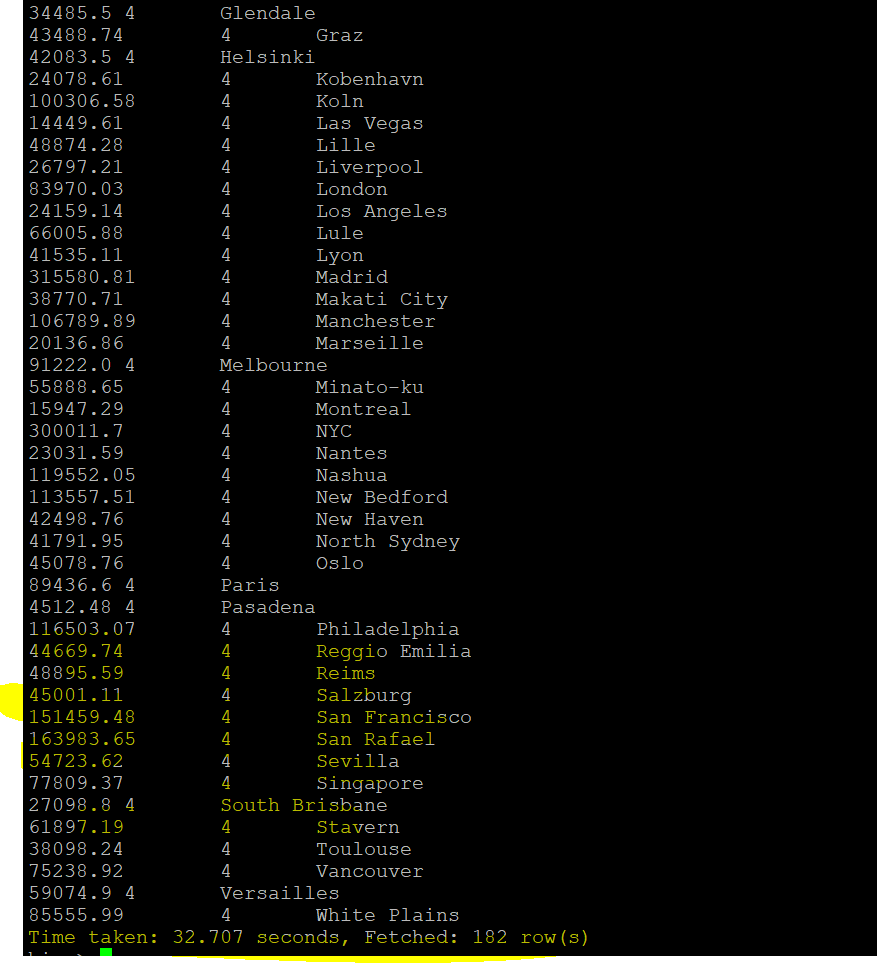 34485.5 4 Glendale
43488.74 4 Graz
42083.5 4 Helsinki
24078.61 4 Kobenhavn
100306.58 4 Koln
14449.61 4 Las Vegas
48874.28 4 Lille
26797.21 4 Liverpool
83970.03 4 London
24159.14 4 Los Angeles
66005.88 4 Lule
41535.11 4 Lyon
315580.81 4 Madrid
38770.71 4 Makati City
106789.89 4 Manchester
20136.86 4 Marseille
91222.0 4 Melbourne
55888.65 4 Minato-ku
15947.29 4 Montreal
300011.7 4 NYC
23031.59 4 Nantes
119552.05 4 Nashua
113557.51 4 New Bedford
42498.76 4 New Haven
41791.95 4 North Sydney
45078.76 4 Oslo
89436.6 4 Paris
4512.48 4 Pasadena
116503.07 4 Philadelphia
44669.74 4 Reggio Emilia
48895.59 4 Reims
45001.11 4 Salzburg
151459.48 4 San Francisco
163983.65 4 San Rafael
54723.62 4 Sevilla
77809.37 4 Singapore
27098.8 4 South Brisbane
61897.19 4 Stavern
38098.24 4 Toulouse
75238.92 4 Vancouver
59074.9 4 Versailles
85555.99 4 White Plains
Time taken: 32.707 seconds, Fetched: 182 row(s)